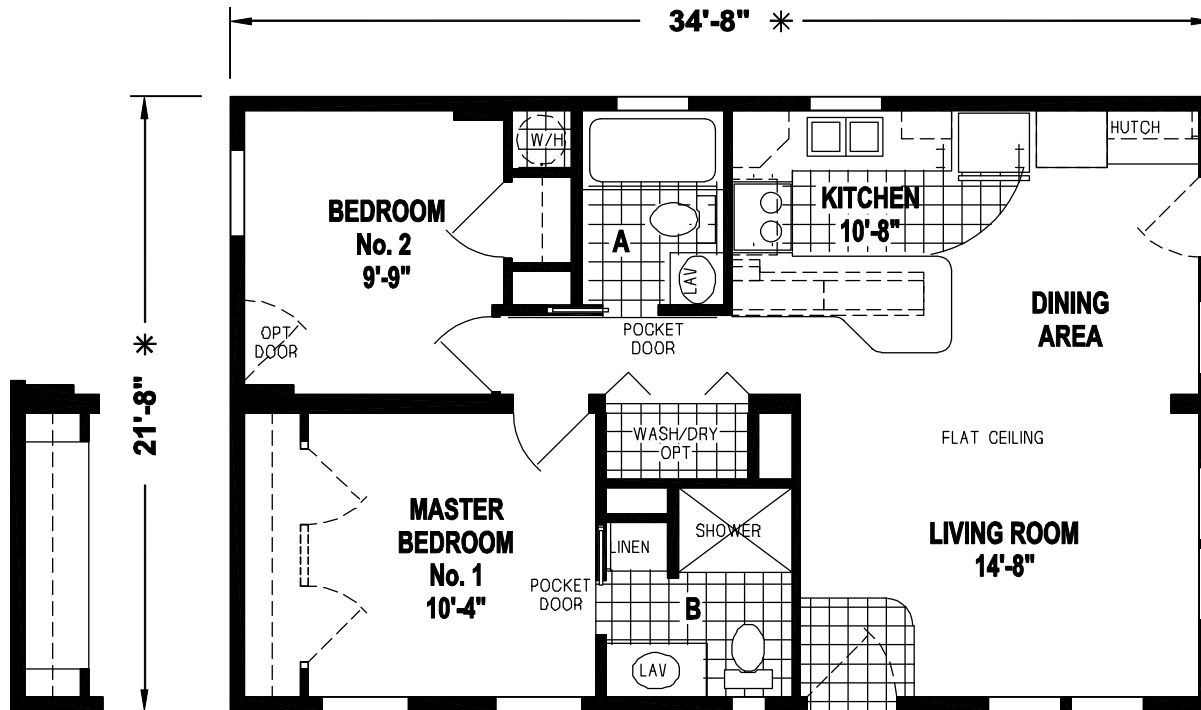 34'-8" *
21'-8" *
W/H
HUTCH
BEDROOM
No. 2
9'-9"
A
KITCHEN
10'-8"
LAV
OPT
DOOR
POCKET
DOOR
DINING
AREA
WASH/DRY
OPT
FLAT CEILING
MASTER
BEDROOM
No. 1
10'-4"
SHOWER
LINEN
LIVING ROOM
14'-8"
POCKET
DOOR
B
LAV